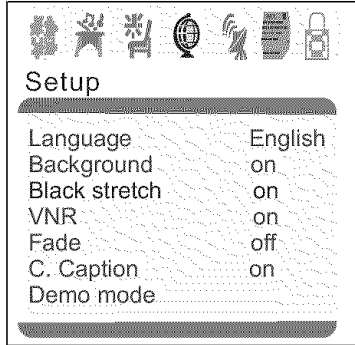 Setup
Language English
Background on
Black stretch on
VNR on
Fade off
C. Caption on
Demo mode